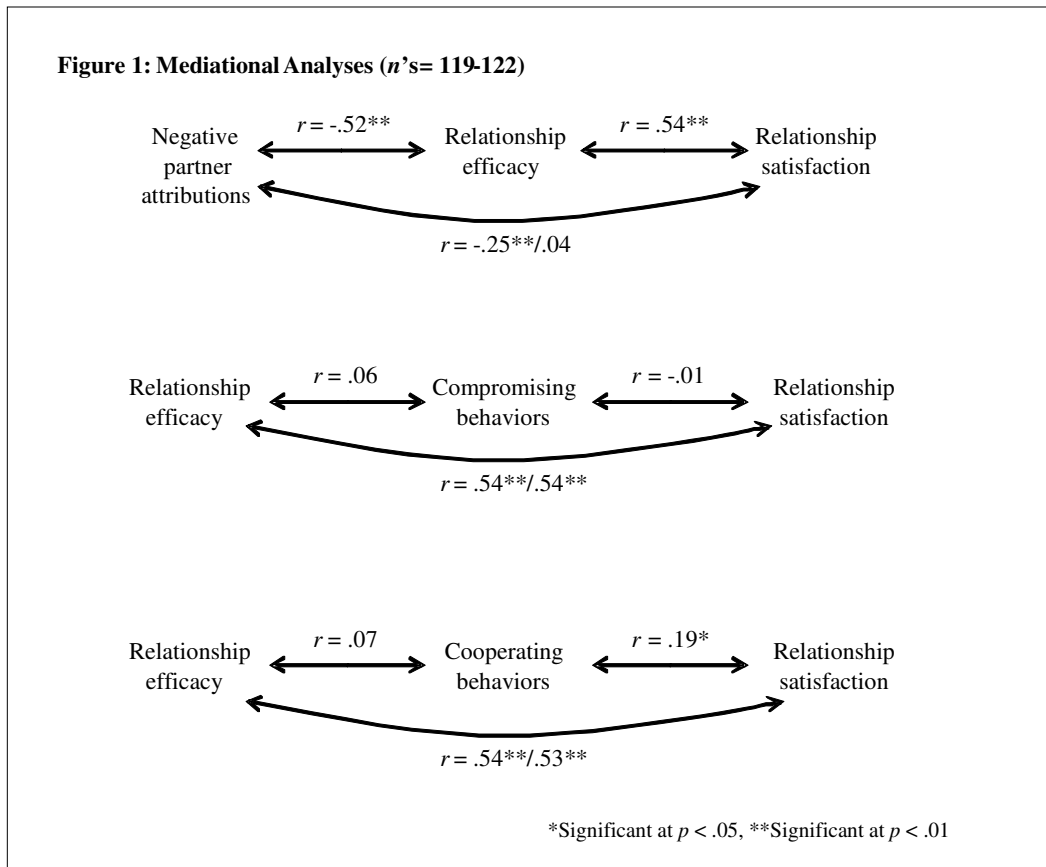 Figure 1: Mediational Analyses (n's= 119-122)
r = -.52**
r = .54**
Negative
partner
attributions
Relationship
efficacy
Relationship
satisfaction
r = -.25**/.04
r = .06
r = -.01
Relationship
efficacy
Compromising
behaviors
Relationship
satisfaction
r = .54**/.54**
r = .07
r = .19*
Relationship
efficacy
Cooperating
behaviors
Relationship
satisfaction
r = .54**/.53**
*Significant at p < .05, **Significant at p < .01